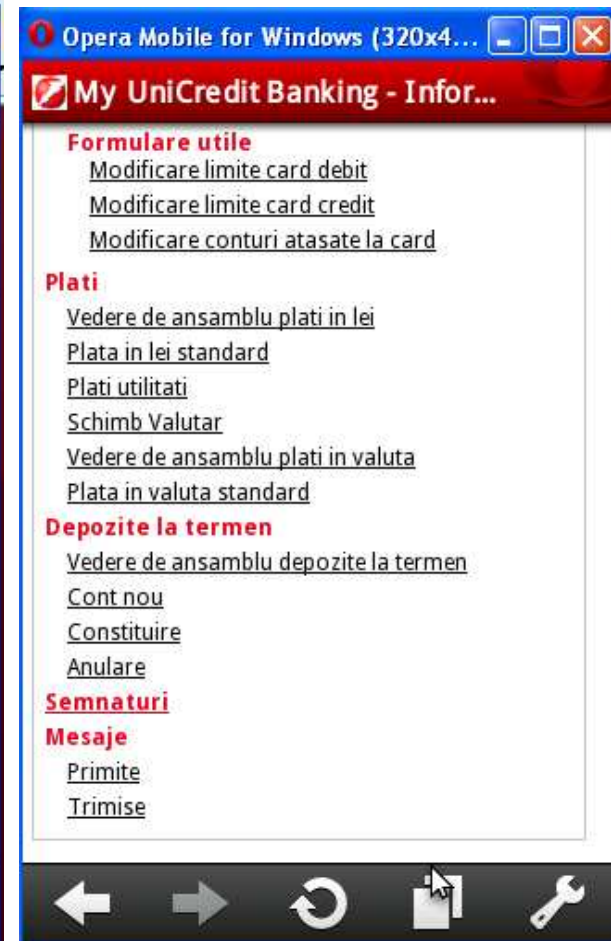 Opera Mobile for Windows (320x4...
My UniCredit Banking - Infor...
Formulare utile
Modificare limite card debit
Modificare limite card credit
Modificare conturi atasate la card
Plati
Vedere de ansamblu plati in lei
Plata in lei standard
Plati utilitati
Schimb Valutar
Vedere de ansamblu plati in valuta
Plata in valuta standard
Depozite la termen
Vedere de ansamblu depozite la termen
Cont nou
Constituire
Anulare
Semnaturi
Mesaje
Primite
Trimise